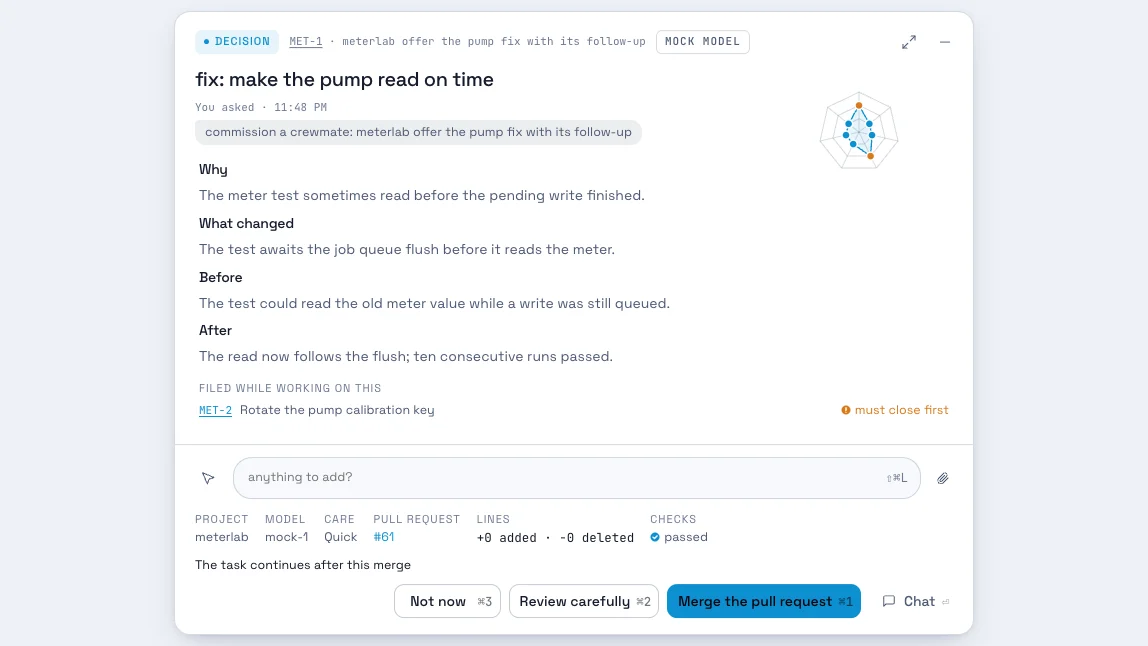 DECISION MET-1 · meterlab offer the pump fix with its follow-up MOCK MODEL
fix: make the pump read on time
You asked · 11:48 PM
commission a crewmate: meterlab offer the pump fix with its follow-up
Why
The meter test sometimes read before the pending write finished.
What changed
The test awaits the job queue flush before it reads the meter.
Before
The test could read the old meter value while a write was still queued.
After
The read now follows the flush; ten consecutive runs passed.
FILED WHILE WORKING ON THIS
MET-2 Rotate the pump calibration key must close first
anything to add? ⇧⌘L
PROJECT MODEL CARE PULL REQUEST LINES CHECKS
meterlab mock-1 Quick #61 +0 added · -0 deleted passed
The task continues after this merge
Not now ⌘3 Review carefully ⌘2 Merge the pull request ⌘1 Chat ⏎